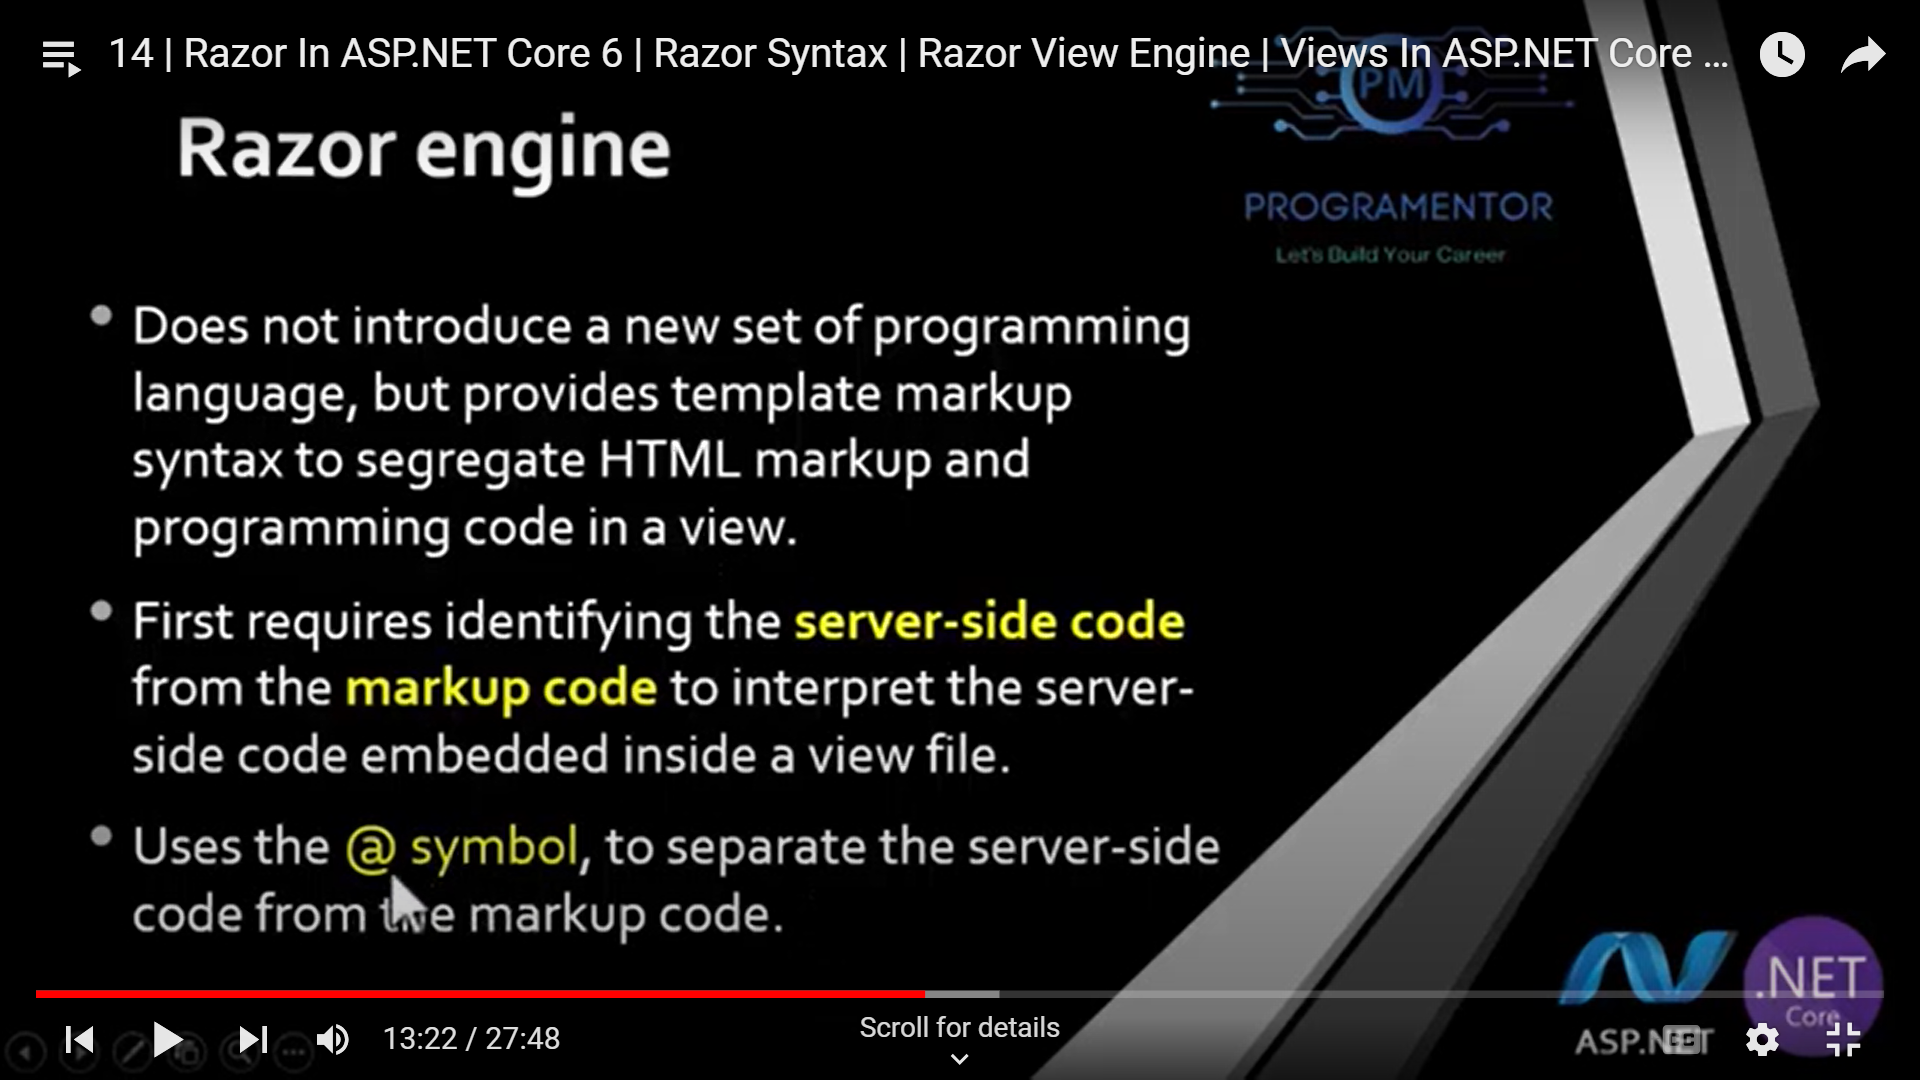 14 | Razor In ASP.NET Core 6 | Razor Syntax | Razor View Engine | Views In ASP.NET Core ...
PM
PROGRAMENTOR
Let's Build Your Career
Razor engine
• Does not introduce a new set of programming
language, but provides template markup
syntax to segregate HTML markup and
programming code in a view.
• First requires identifying the server-side code
from the markup code to interpret the server-
side code embedded inside a view file.
• Uses the @ symbol, to separate the server-side
code from the markup code.
.NET
Core
ASP.NET
13:22 / 27:48
Scroll for details
CC